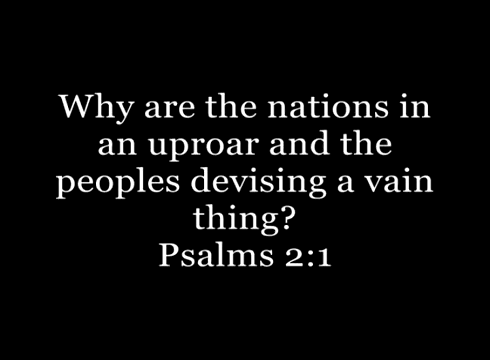 Why are the nations in
an uproar and the
peoples devising a vain
thing?
Psalms 2:1